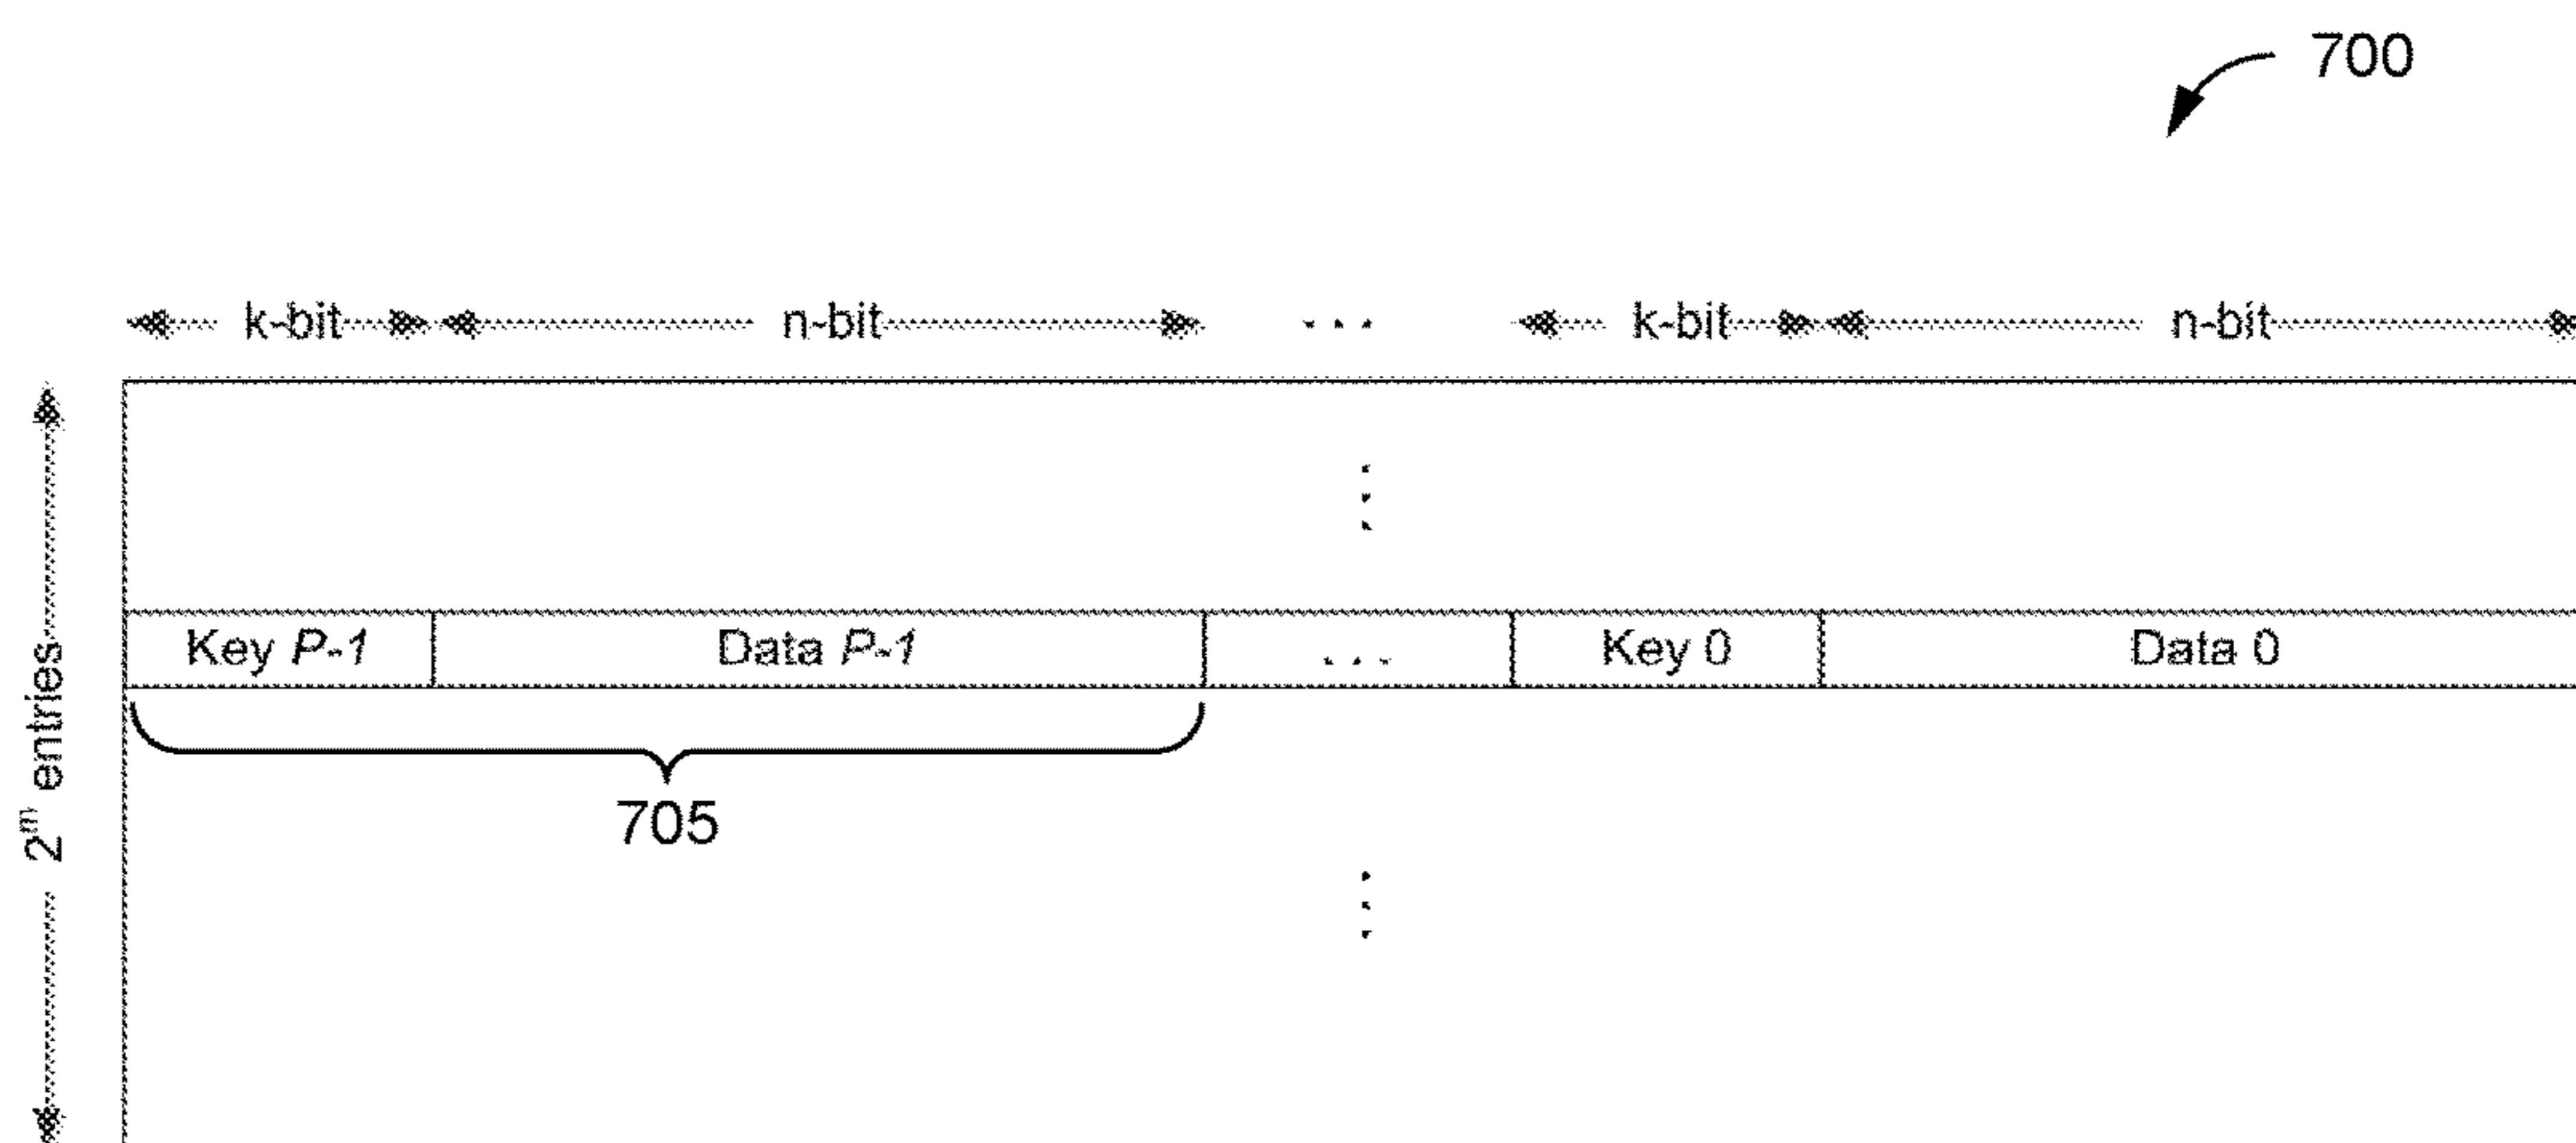 700
k-bit n-bit ... k-bit n-bit
2^m entries
Key P-1 Data P-1 ... Key 0 Data 0
705